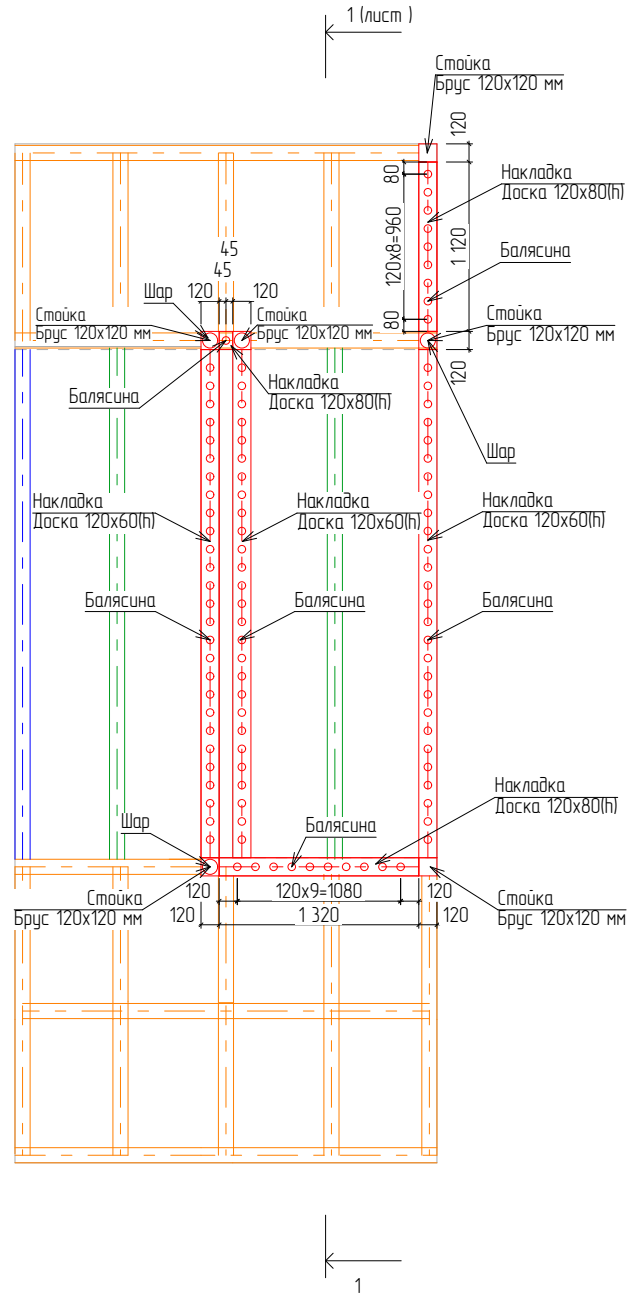 1 (лист )
Стойка
Брус 120х120 мм
120
80
Накладка
Доска 120х80(h)
120х8=960
1 120
45
45
Балясина
120
120
Шар
80
Стойка
Брус 120х120 мм
Стойка
Брус 120х120 мм
Стойка
Брус 120х120 мм
120
Балясина
Накладка
Доска 120х80(h)
Шар
Накладка
Доска 120х60(h)
Накладка
Доска 120х60(h)
Накладка
Доска 120х60(h)
Балясина
Балясина
Балясина
Накладка
Доска 120х80(h)
Шар
Балясина
Стойка
Брус 120х120 мм
120
120х9=1080
120
Стойка
Брус 120х120 мм
120
1 320
120
1